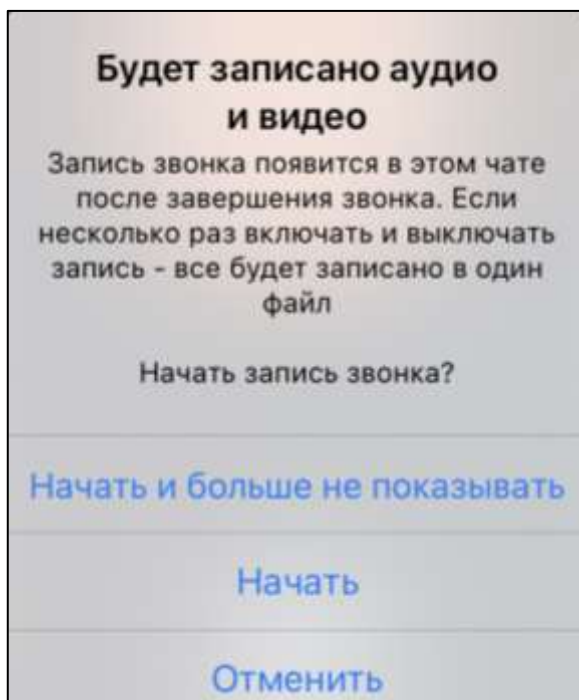 Будет записано аудио
и видео
Запись звонка появится в этом чате
после завершения звонка. Если
несколько раз включать и выключать
запись - все будет записано в один
файл
Начать запись звонка?
Начать и больше не показывать
Начать
Отменить